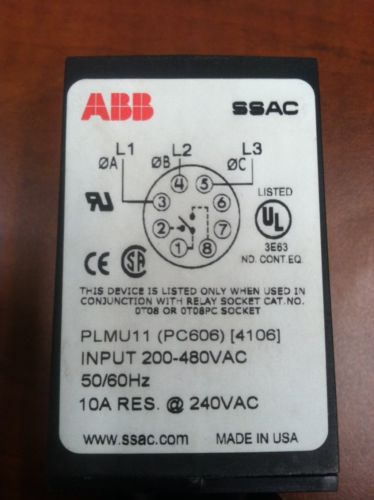 ABB SSAC
L1 L2 L3
ØA ØB ØC
4 5
3 6
2 7
1 8
LISTED
UL
3E63
IND. CONT. EQ.
CE SA
THIS DEVICE IS LISTED ONLY WHEN USED IN
CONJUNCTION WITH RELAY SOCKET CAT. NO.
OT08 OR OT08PC SOCKET
PLMU11 (PC606) [4106]
INPUT 200-480VAC
50/60Hz
10A RES. @ 240VAC
www.ssac.com MADE IN USA